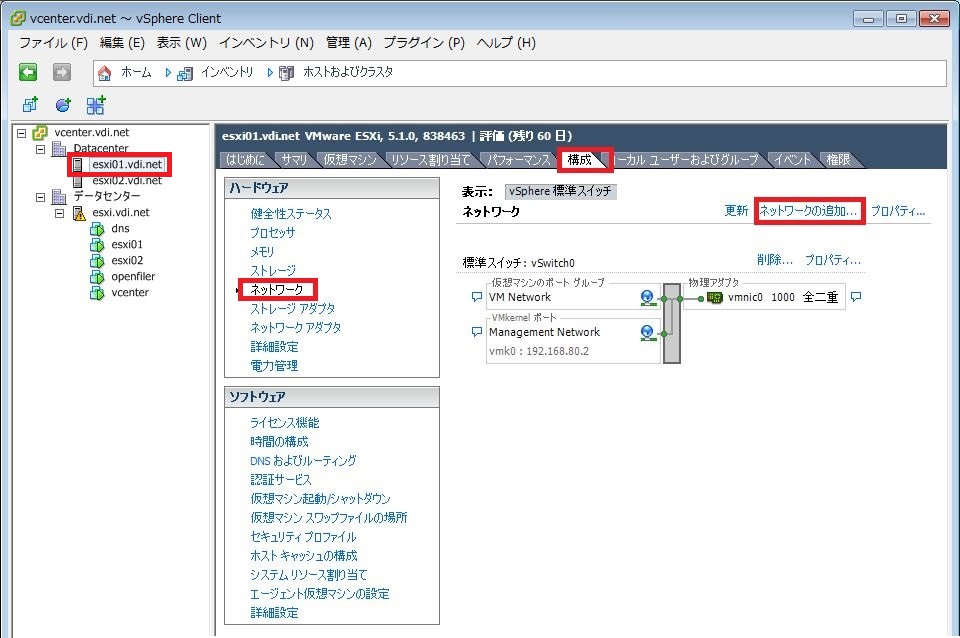 vcenter.vdi.net ～ vSphere Client
ファイル (F) 編集 (E) 表示 (W) インベントリ (N) 管理 (A) プラグイン (P) ヘルプ (H)
ホーム インベントリ ホストおよびクラスタ
vcenter.vdi.net
Datacenter
esxi01.vdi.net
esxi02.vdi.net
データセンター
esxi.vdi.net
dns
esxi01
esxi02
openfiler
vcenter
esxi01.vdi.net VMware ESXi, 5.1.0, 838463 | 評価 (残り 60 日)
はじめに サマリ 仮想マシン リソース割り当て パフォーマンス 構成 ーカル ユーザーおよびグループ イベント 権限
ハードウェア
健全性ステータス
プロセッサ
メモリ
ストレージ
ネットワーク
ストレージ アダプタ
ネットワーク アダプタ
詳細設定
電力管理
ソフトウェア
ライセンス機能
時間の構成
DNS およびルーティング
認証サービス
仮想マシン起動/シャットダウン
仮想マシン スワップファイルの場所
セキュリティ プロファイル
ホスト キャッシュの構成
システム リソース割り当て
エージェント仮想マシンの設定
詳細設定
表示: vSphere 標準スイッチ
ネットワーク 更新 ネットワークの追加... プロパティ...
標準スイッチ: vSwitch0 削除... プロパティ...
仮想マシンのポート グループ
VM Network
VMkernel ポート
Management Network
vmk0 : 192.168.80.2
物理アダプタ
vmnic0 1000 全二重